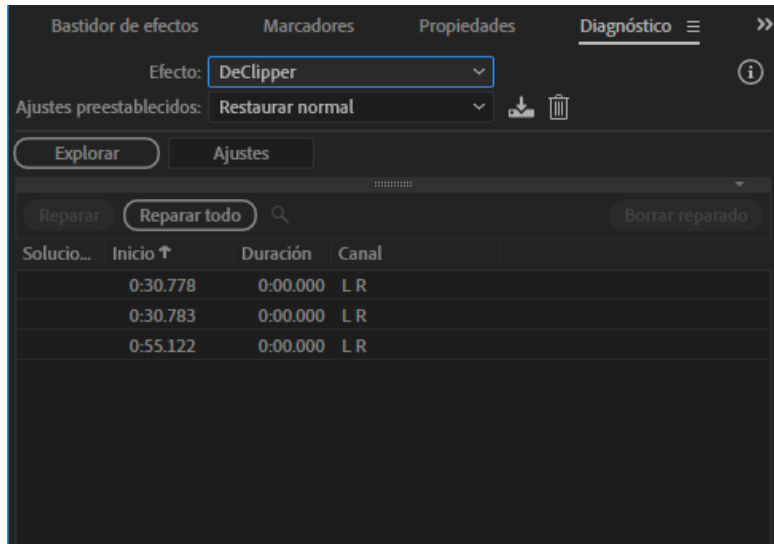 Bastidor de efectos Marcadores Propiedades Diagnóstico
Efecto: DeClipper
Ajustes preestablecidos: Restaurar normal
Explorar Ajustes
Reparar Reparar todo Borrar reparado
Solucio... Inicio Duración Canal
0:30.778 0:00.000 L R
0:30.783 0:00.000 L R
0:55.122 0:00.000 L R